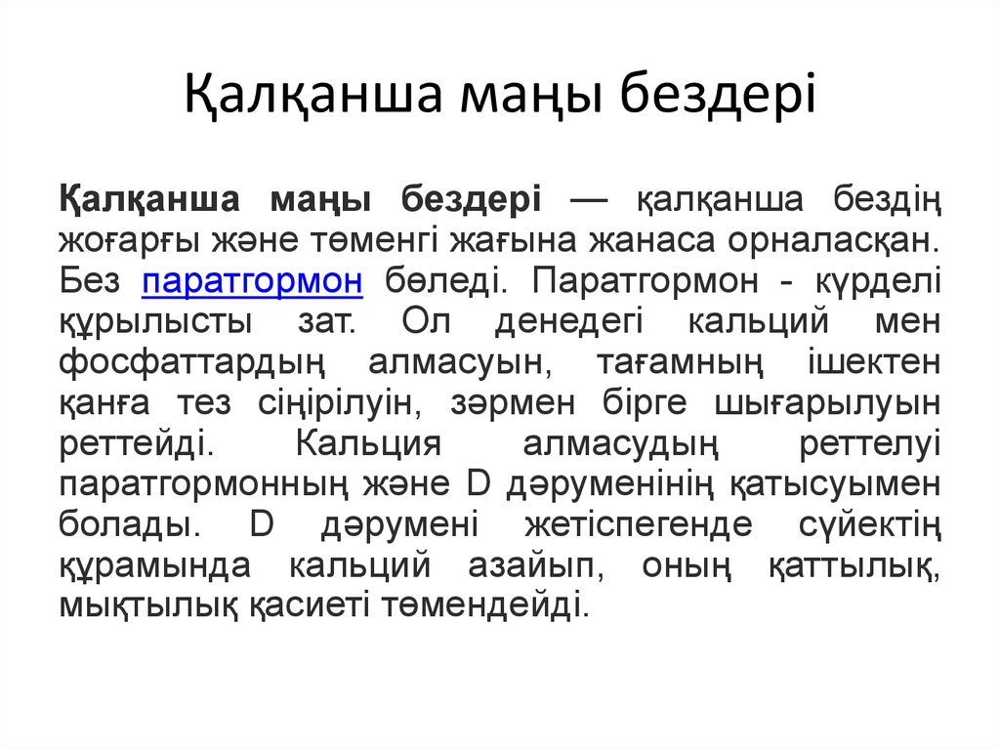 Қалқанша маңы бездері
Қалқанша маңы бездері — қалқанша бездің
жоғарғы және төменгі жағына жанаса орналасқан.
Без паратгормон бөледі. Паратгормон - күрделі
құрылысты зат. Ол денедегі кальций мен
фосфаттардың алмасуын, тағамның ішектен
қанға тез сіңірілуін, зәрмен бірге шығарылуын
реттейді. Кальция алмасудың реттелуі
паратгормонның және D дәруменінің қатысуымен
болады. D дәрумені жетіспегенде сүйектің
құрамында кальций азайып, оның қаттылық,
мықтылық қасиеті төмендейді.